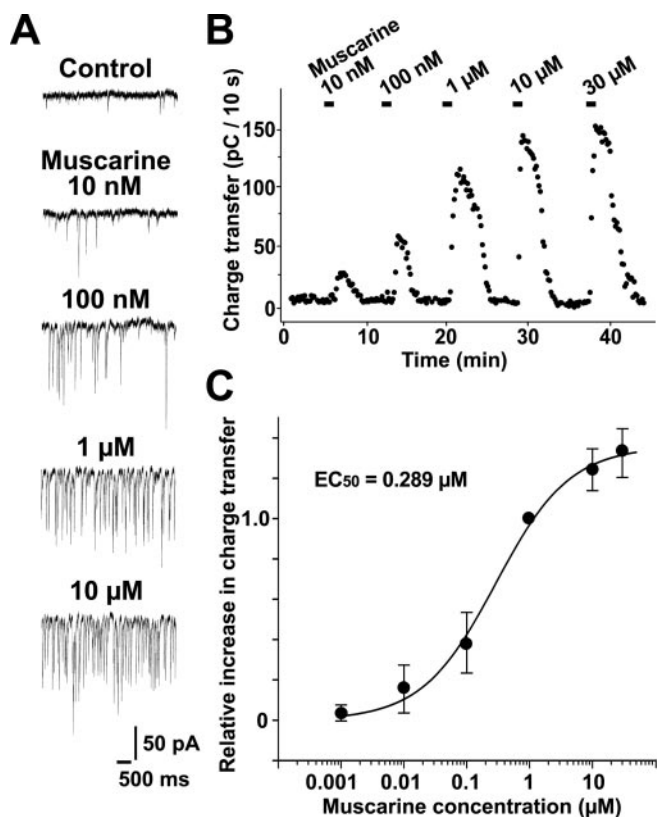 A
Control
Muscarine
10 nM
100 nM
1 µM
10 µM
50 pA
500 ms
B
Muscarine
10 nM
100 nM
1 µM
10 µM
30 µM
Charge transfer (pC / 10 s)
150
100
50
0
0
10
20
30
40
Time (min)
C
EC50 = 0.289 µM
Relative increase in charge transfer
1.0
0
0.001
0.01
0.1
1
10
Muscarine concentration (µM)